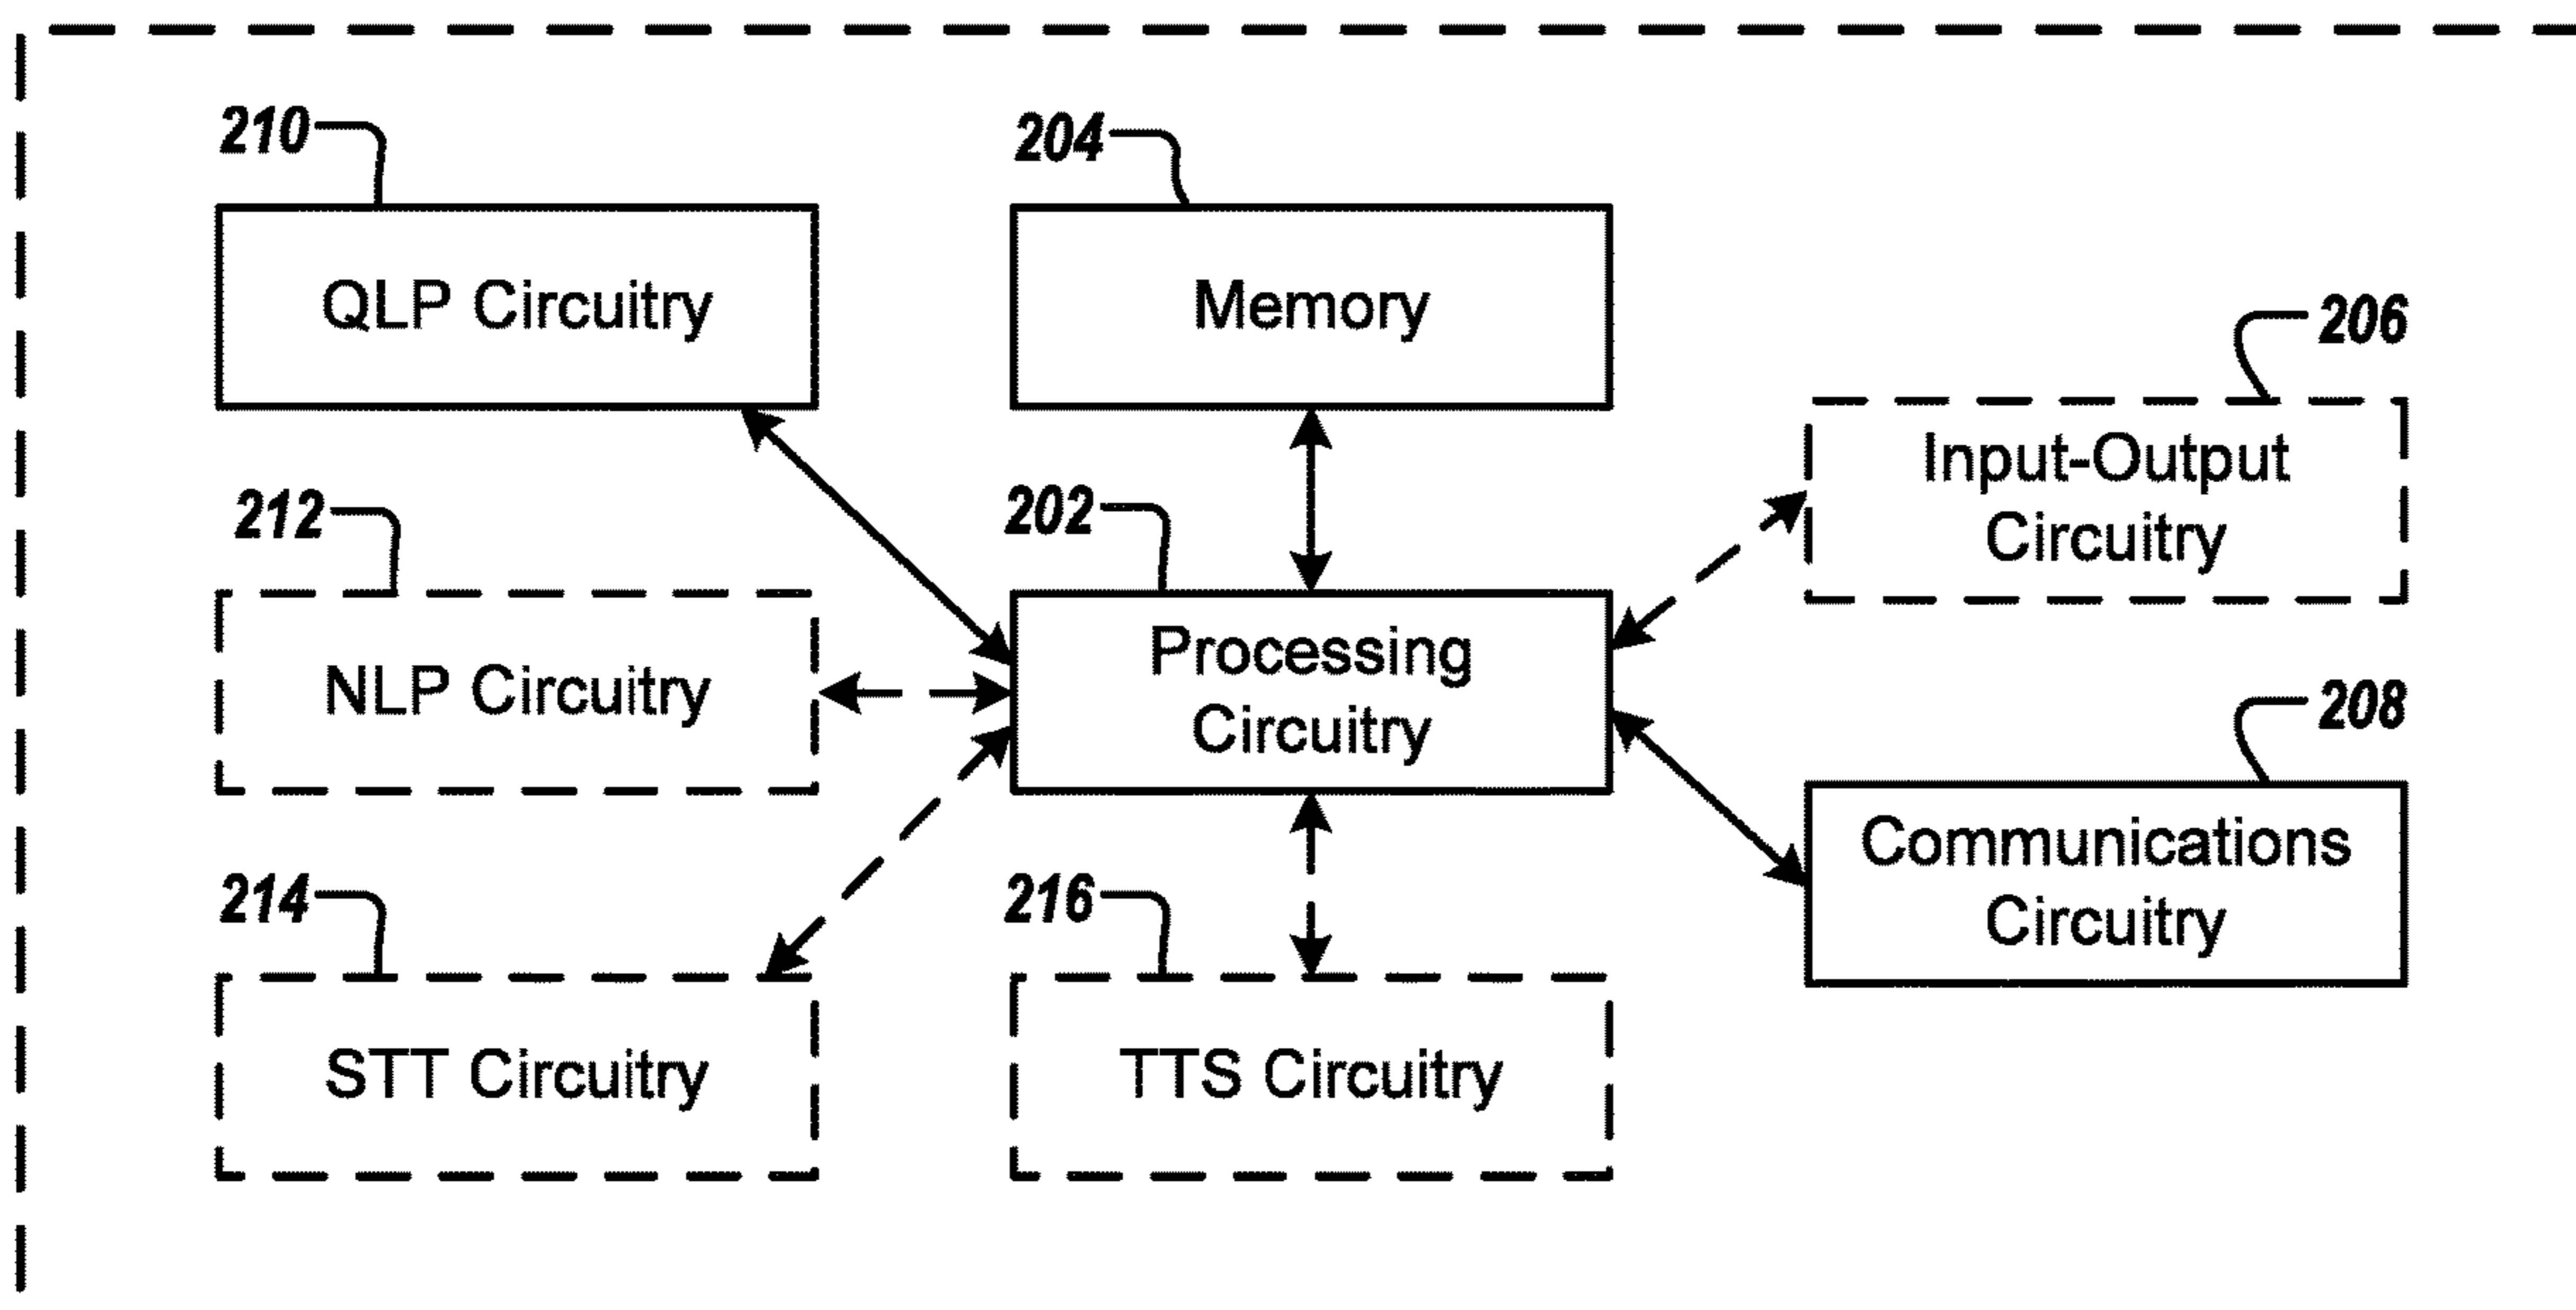 210
QLP Circuitry
204
Memory
206
Input-Output
Circuitry
212
NLP Circuitry
202
Processing
Circuitry
208
Communications
Circuitry
214
STT Circuitry
216
TTS Circuitry